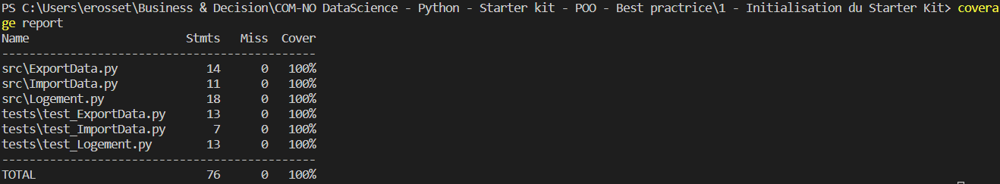 PS C:\Users\erosset\Business & Decision\COM-NO DataScience - Python - Starter kit - POO - Best practrice\1 - Initialisation du Starter Kit> covera
ge report
Name                     Stmts   Miss  Cover
--------------------------------------------
src\ExportData.py           14      0   100%
src\ImportData.py           11      0   100%
src\Logement.py             18      0   100%
tests\test_ExportData.py    13      0   100%
tests\test_ImportData.py     7      0   100%
tests\test_Logement.py      13      0   100%
--------------------------------------------
TOTAL                       76      0   100%